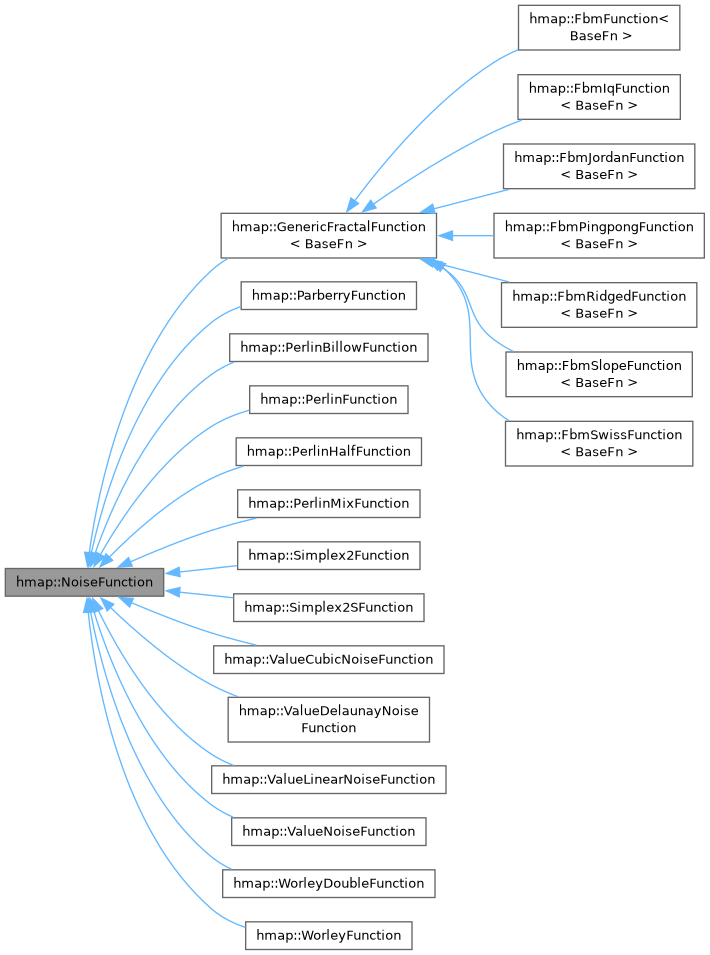 hmap::FbmFunction<
BaseFn >
hmap::FbmIqFunction
< BaseFn >
hmap::FbmJordanFunction
< BaseFn >
hmap::GenericFractalFunction
< BaseFn >
hmap::FbmPingpongFunction
< BaseFn >
hmap::ParberryFunction
hmap::FbmRidgedFunction
< BaseFn >
hmap::PerlinBillowFunction
hmap::FbmSlopeFunction
< BaseFn >
hmap::PerlinFunction
hmap::FbmSwissFunction
< BaseFn >
hmap::PerlinHalfFunction
hmap::PerlinMixFunction
hmap::Simplex2Function
hmap::NoiseFunction
hmap::Simplex2SFunction
hmap::ValueCubicNoiseFunction
hmap::ValueDelaunayNoise
Function
hmap::ValueLinearNoiseFunction
hmap::ValueNoiseFunction
hmap::WorleyDoubleFunction
hmap::WorleyFunction